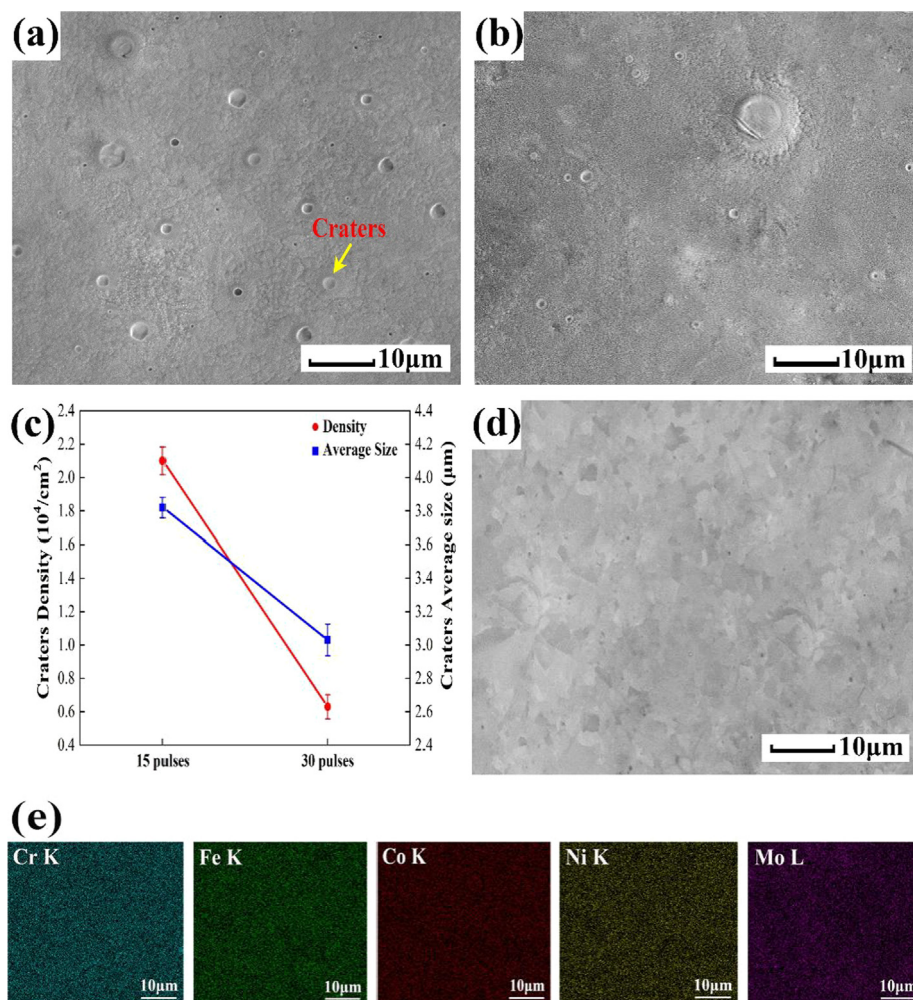 (a)
Craters
10μm
(b)
10μm
(c)
2.4
2.2
2.0
1.8
1.6
1.4
1.2
1.0
0.8
0.6
0.4
Craters Density (10⁴/cm²)
Density
Average Size
4.4
4.2
4.0
3.8
3.6
3.4
3.2
3.0
2.8
2.6
2.4
Craters Average size (μm)
15 pulses
30 pulses
(d)
10μm
(e)
Cr K
10μm
Fe K
10μm
Co K
10μm
Ni K
10μm
Mo L
10μm